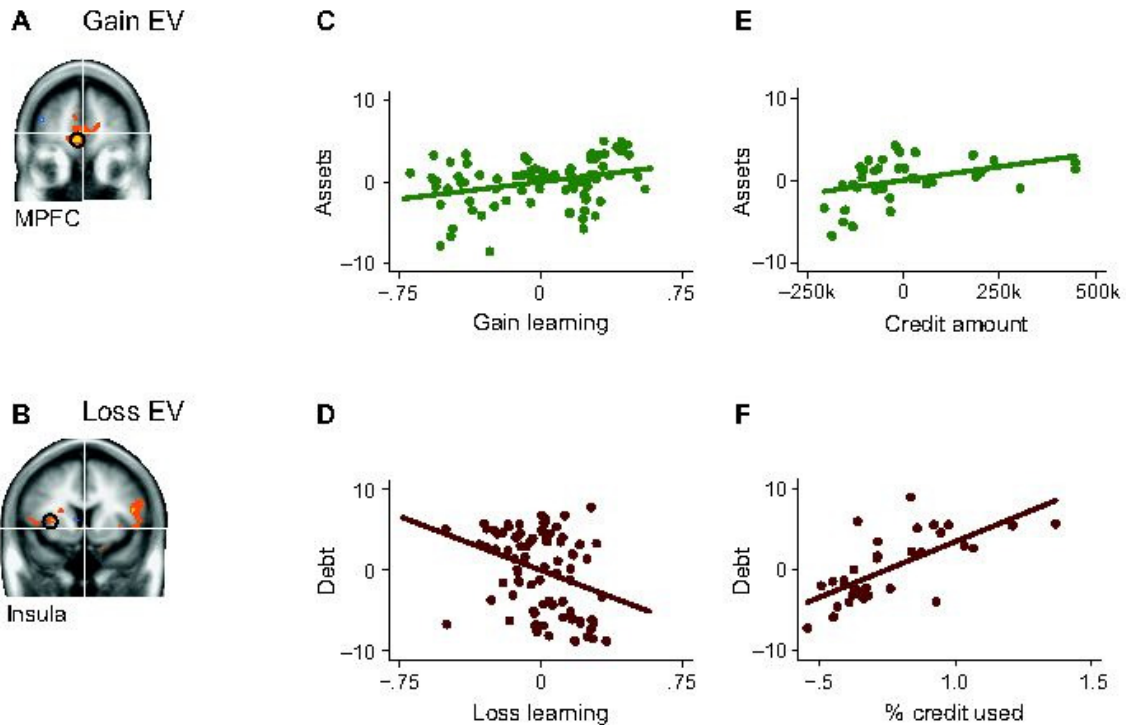 A Gain EV
MPFC
C
10
0
–10
Assets
–.75 0 .75
Gain learning
E
10
0
–10
Assets
–250k 0 250k 500k
Credit amount
B Loss EV
Insula
D
10
0
–10
Debt
–.75 0 .75
Loss learning
F
10
0
–10
Debt
–.5 1.0 1.5
% credit used